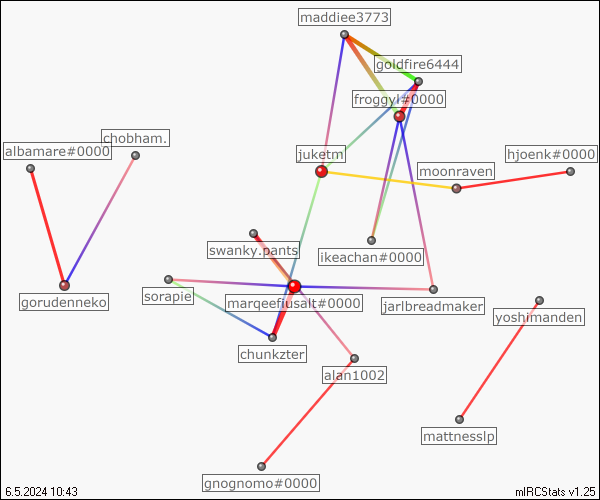 maddiee3773
goldfire6444
froggyl#0000
chobham.
albamare#0000
juketm
hjoenk#0000
moonraven
swanky.pants
ikeachan#0000
sorapie
gorudenneko
marqeefjusalt#0000
jarlbreadmaker
yoshimanden
chunkzter
alan1002
mattnesslp
gnognomo#0000
6.5.2024 10:43
mIRCStats v1.25